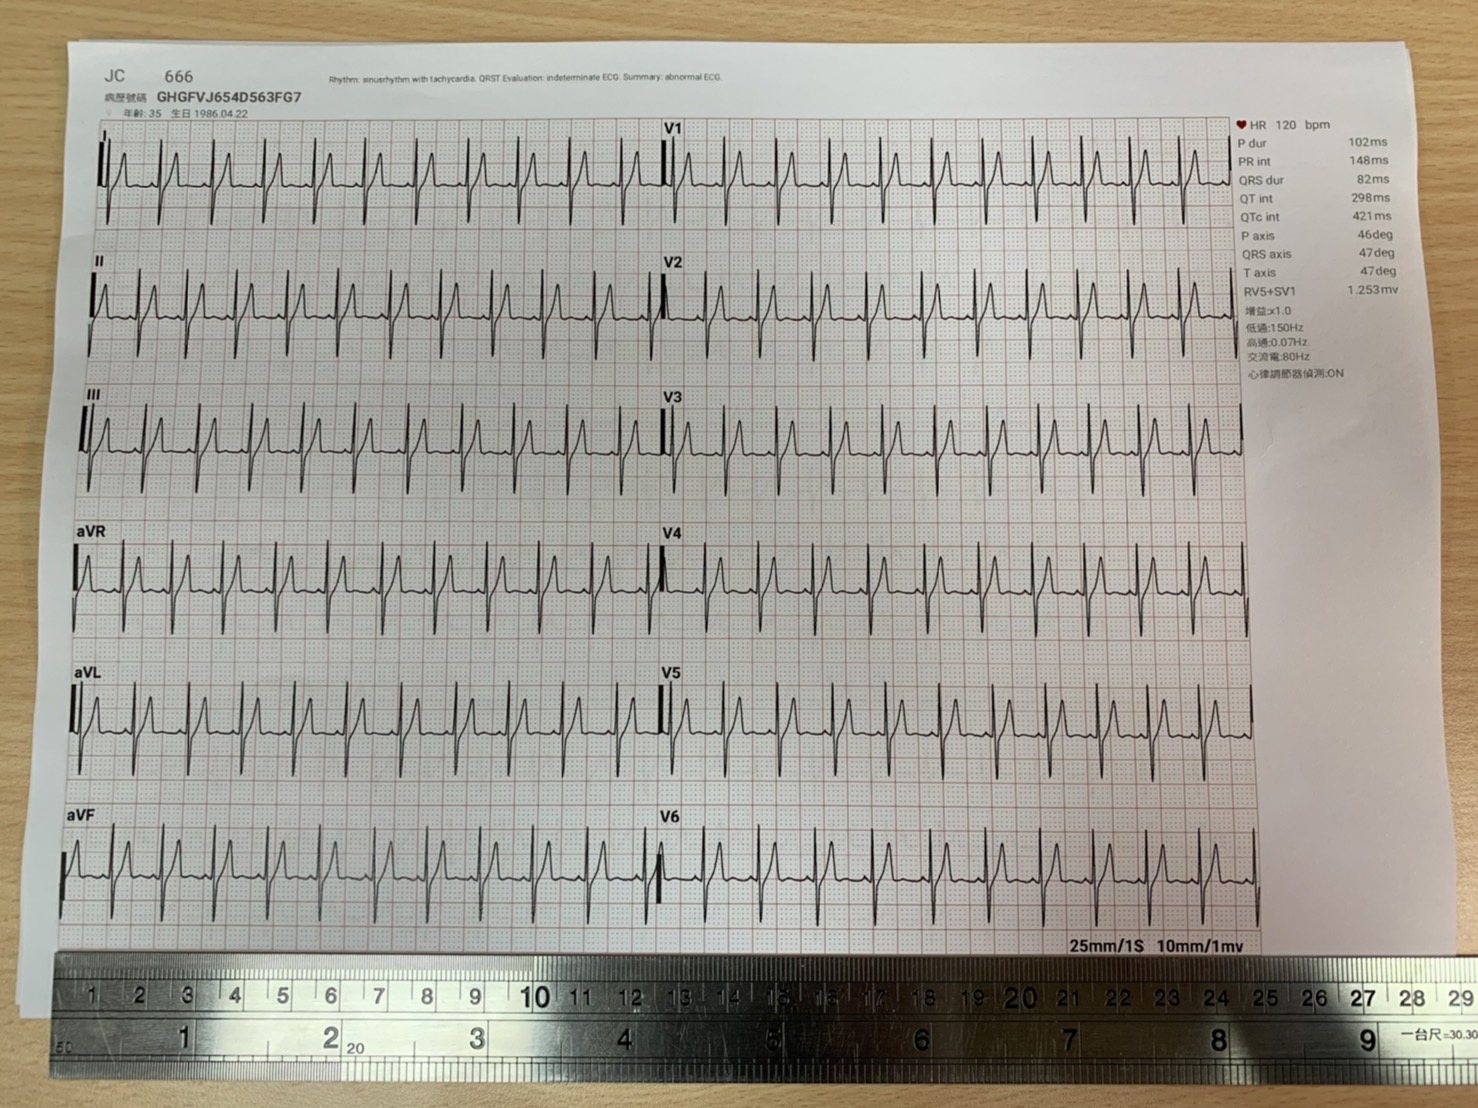 JC 666
Rhythm: sinusrhythm with tachycardia. QRST Evaluation: indeterminate ECG. Summary: abnormal ECG.
病歷號碼 GHGFVJ654D563FG7
年齡: 35 生日 1986.04.22
I
V1
II
V2
III
V3
aVR
V4
aVL
V5
aVF
V6
HR 120 bpm
P dur 102ms
PR int 148ms
QRS dur 82ms
QT int 298ms
QTc int 421ms
P axis 46deg
QRS axis 47deg
T axis 47deg
RV5+SV1 1.253mv
增益:x1.0
低通:150Hz
高通:0.07Hz
交流電:80Hz
心律調節器偵測:ON
25mm/1S 10mm/1mv
1 2 3 4 5 6 7 8 9 10 11 12 13 14 15 16 17 18 19 20 21 22 23 24 25 26 27 28 29
1 2 3 4 5 6 7 8 9 一台尺=30.30
50 20